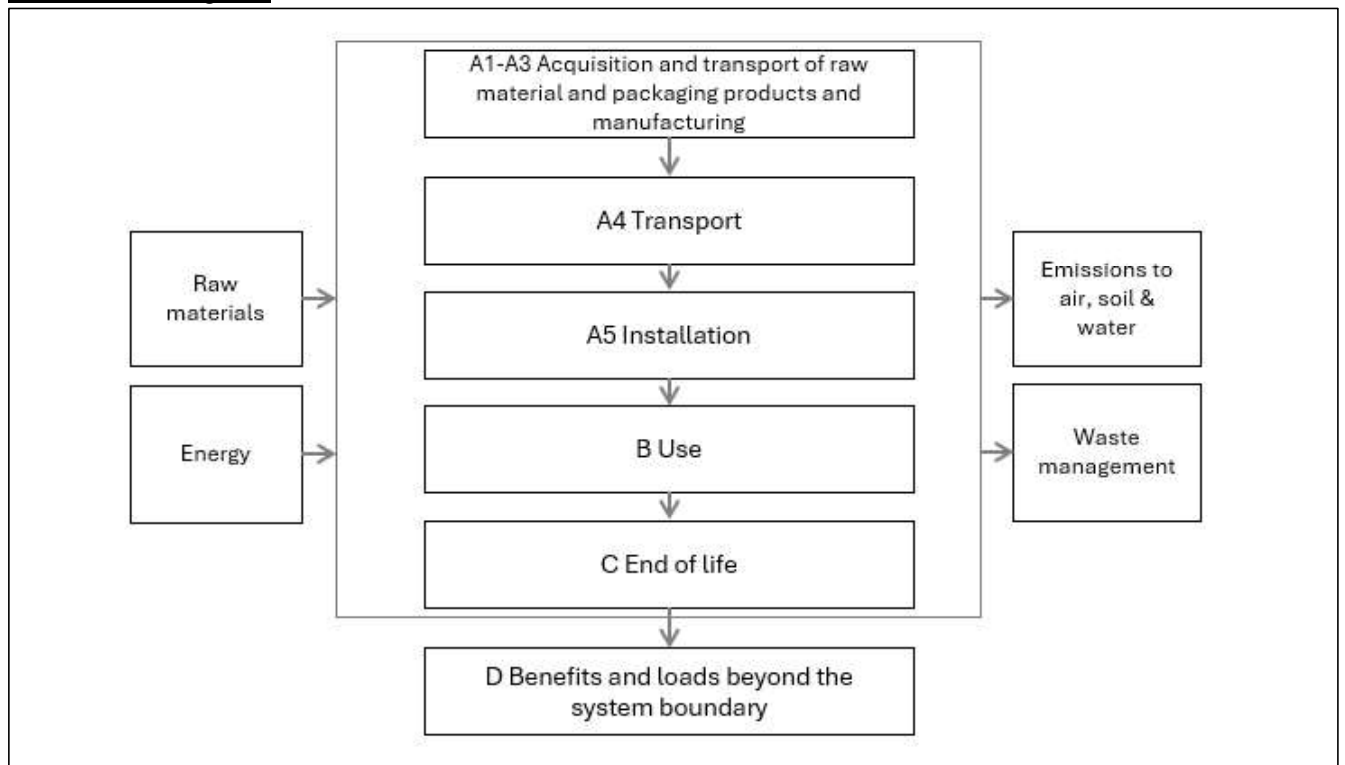 A1-A3 Acquisition and transport of raw
material and packaging products and
manufacturing
A4 Transport
Raw
materials
Emissions to
air, soil &
water
A5 Installation
Energy
B Use
Waste
management
C End of life
D Benefits and loads beyond the
system boundary